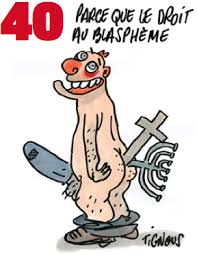 40 PARCE QUE LE DROIT
AU BLASPHÈME
TIGNOUS